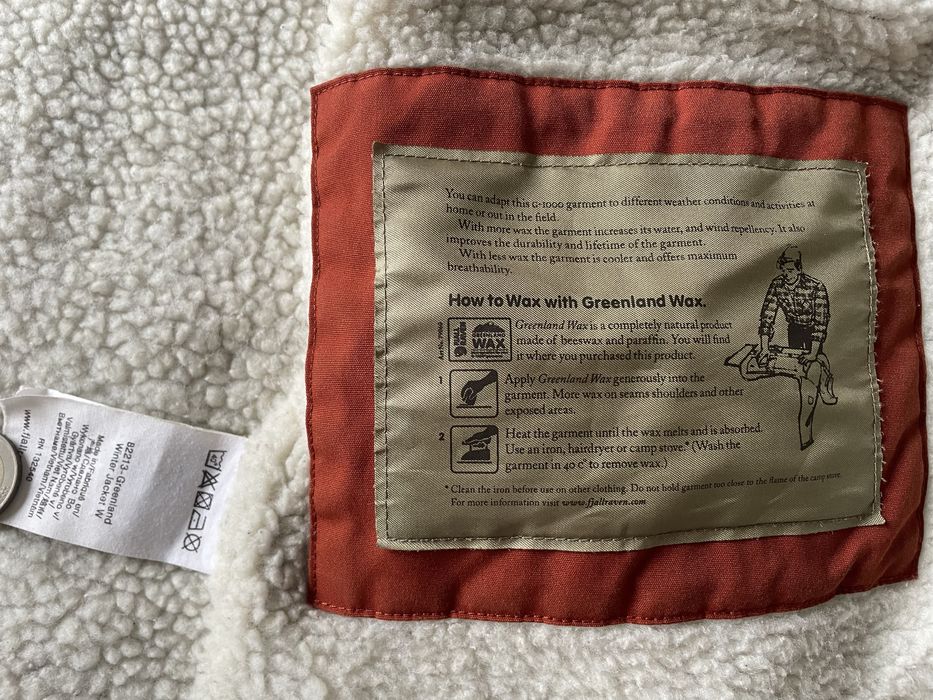 You can adapt this G-1000 garment to different weather conditions and activities at
home or out in the field.
With more wax the garment increases its water, and wind repellency. It also
improves the durability and lifetime of the garment.
With less wax the garment is cooler and offers maximum
breathability.
How to Wax with Greenland Wax.
GREENLAND
WAX
Greenland Wax is a completely natural product
made of beeswax and paraffin. You will find
it where you purchased this product.
1
Apply Greenland Wax generously into the
garment. More wax on seams shoulders and other
exposed areas.
2
Heat the garment until the wax melts and is absorbed.
Use an iron, hairdryer or camp stove.* (Wash the
garment in 40 c° to remove wax.)
* Clean the iron before use on other clothing. Do not hold garment too close to the flame of the camp stove.
For more information visit www.fjallraven.com
82213-Greenland
Winter Jacket W
Made in/Fabriqué en/
RN 132540